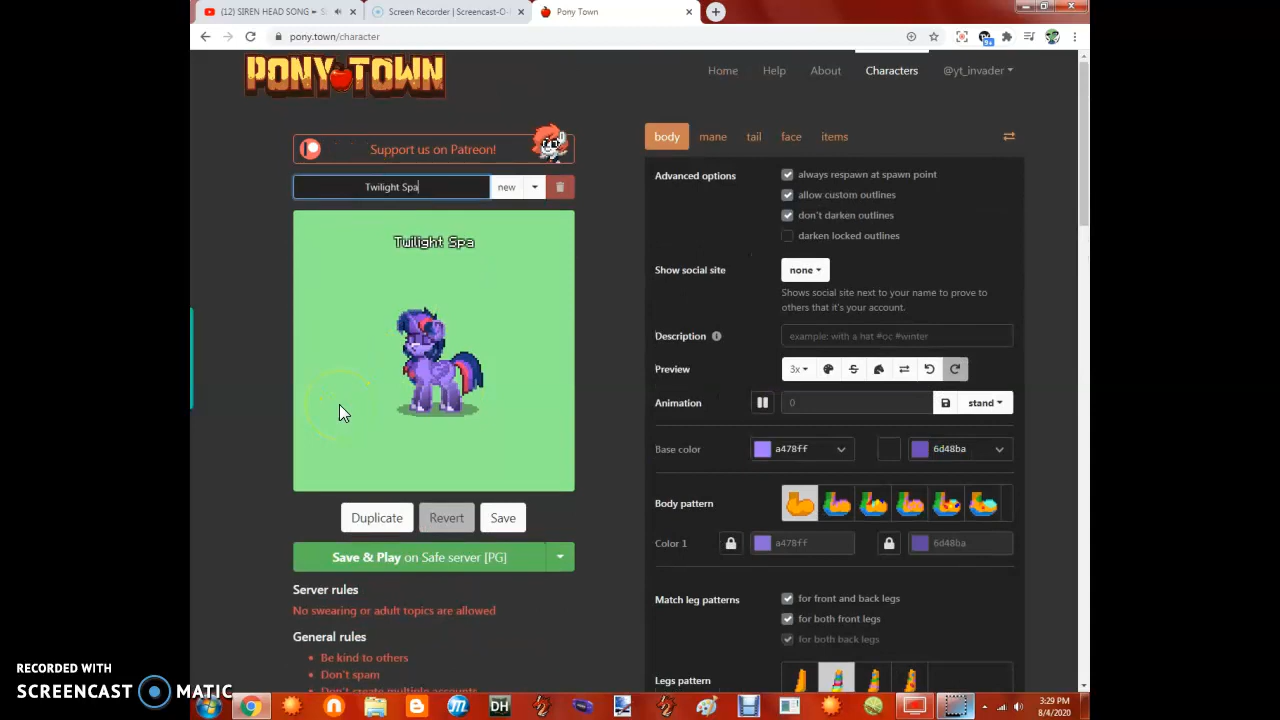 (12) SIREN HEAD SONG
Screen Recorder | Screencast-O-
Pony Town
pony.town/character
PONY TOWN
Home
Help
About
Characters
@yt_invader
Support us on Patreon!
body
mane
tail
face
items
Twilight Spa
new
Twilight Spa
Advanced options
always respawn at spawn point
allow custom outlines
don't darken outlines
darken locked outlines
Show social site
none
Shows social site next to your name to prove to
others that it's your account.
Description
example: with a hat #oc #winter
Preview
3x
Animation
0
stand
Base color
a478ff
6d48ba
Body pattern
Color 1
a478ff
6d48ba
Duplicate
Revert
Save
Save & Play on Safe server [PG]
Match leg patterns
for front and back legs
for both front legs
for both back legs
Server rules
No swearing or adult topics are allowed
General rules
Be kind to others
Don't spam
Don't create multiple accounts
Legs pattern
RECORDED WITH
SCREENCAST MATIC
9+
DH
3:29 PM
8/4/2020